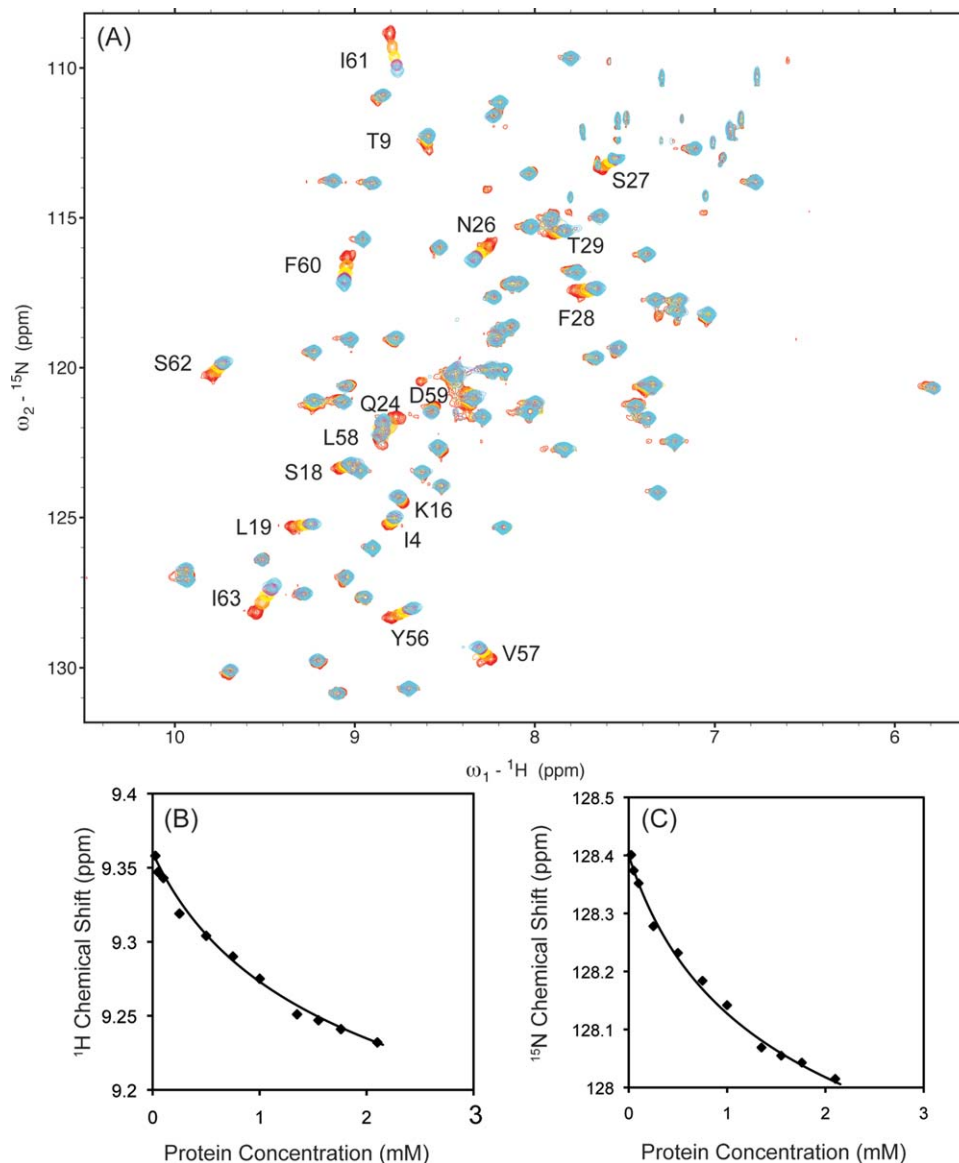 (A)
I61
T9
S27
N26
T29
F60
F28
S62
D59
Q24
L58
S18
K16
L19
I4
I63
Y56
V57
110
115
120
125
130
ω₂ - ¹⁵N (ppm)
10 9 8 7 6
ω₁ - ¹H (ppm)
(B)
9.4
9.35
9.3
9.25
9.2
¹H Chemical Shift (ppm)
0 1 2 3
Protein Concentration (mM)
(C)
128.5
128.4
128.3
128.2
128.1
128
¹⁵N Chemical Shift (ppm)
0 1 2 3
Protein Concentration (mM)